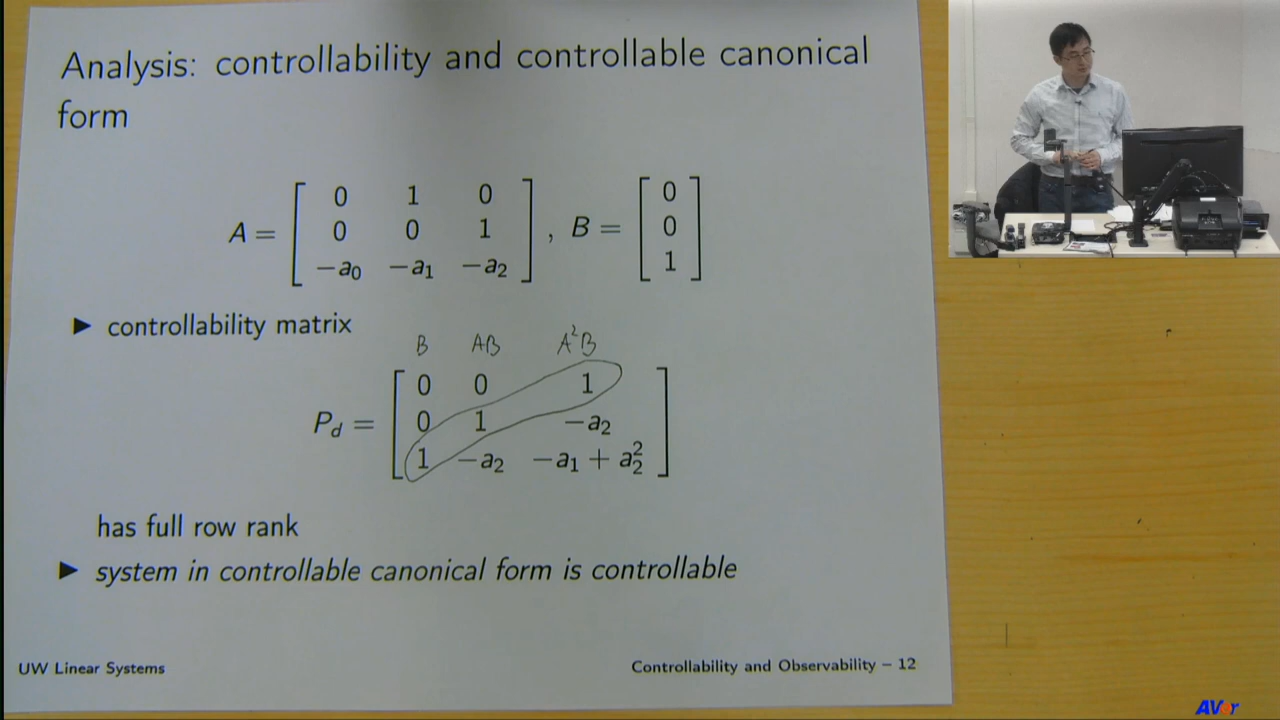 Analysis: controllability and controllable canonical
form
A = [ 0 1 0
0 0 1
−a₀ −a₁ −a₂ ] , B = [ 0
0
1 ]
▶ controllability matrix
B AB A²B
P_d = [ 0 0 1
0 1 −a₂
1 −a₂ −a₁ + a₂² ]
has full row rank
▶ system in controllable canonical form is controllable
UW Linear Systems
Controllability and Observability – 12
AVer